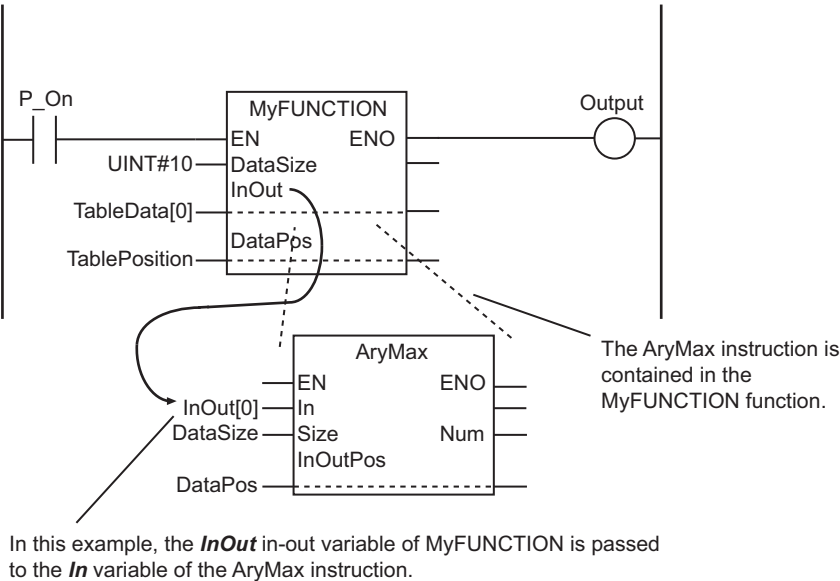 P_On
MyFUNCTION
Output
EN ENO
UINT#10 DataSize
InOut
TableData[0]
DataPos
TablePosition
AryMax
The AryMax instruction is
contained in the
MyFUNCTION function.
EN ENO
InOut[0] In
DataSize Size Num
InOutPos
DataPos
In this example, the InOut in-out variable of MyFUNCTION is passed
to the In variable of the AryMax instruction.